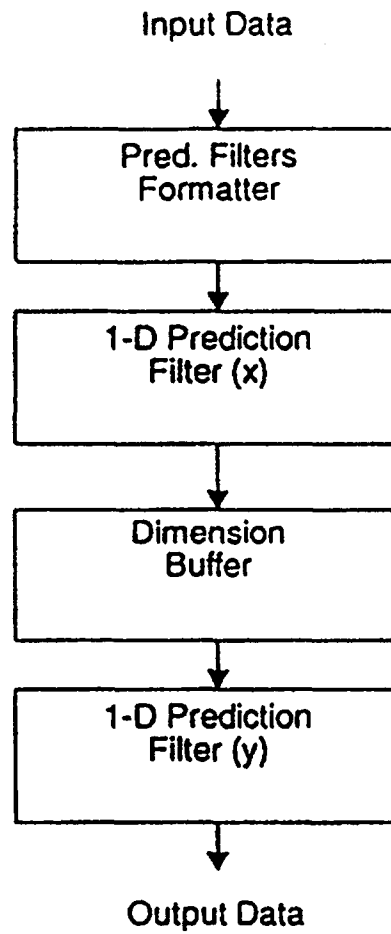 Input Data
Pred. Filters
Formatter
1-D Prediction
Filter (x)
Dimension
Buffer
1-D Prediction
Filter (y)
Output Data